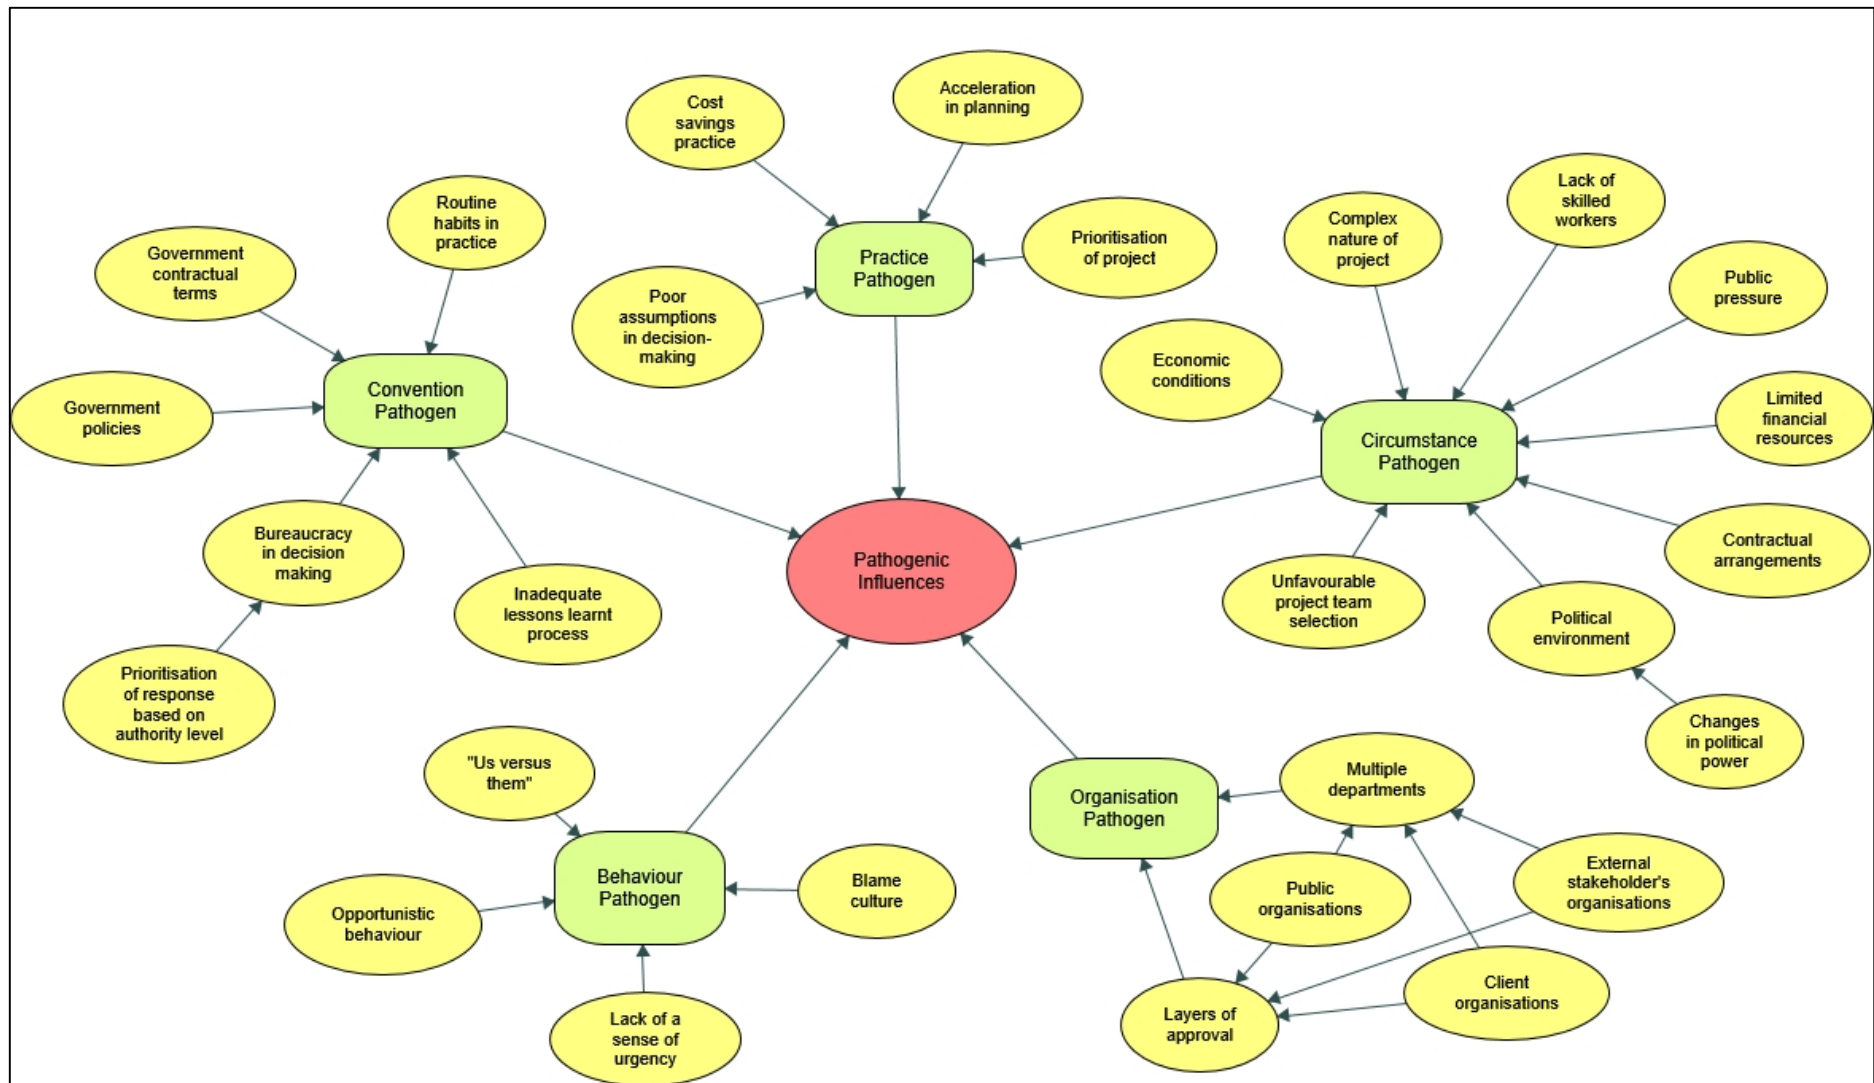 Cost
savings
practice
Acceleration
in planning
Routine
habits in
practice
Government
contractual
terms
Government
policies
Convention
Pathogen
Bureaucracy
in decision
making
Inadequate
lessons learnt
process
Prioritisation
of response
based on
authority level
Poor
assumptions
in decision-
making
Practice
Pathogen
Prioritisation
of project
Complex
nature of
project
Lack of
skilled
workers
Public
pressure
Economic
conditions
Limited
financial
resources
Circumstance
Pathogen
Contractual
arrangements
Unfavourable
project team
selection
Political
environment
Changes
in political
power
Pathogenic
Influences
"Us versus
them"
Behaviour
Pathogen
Opportunistic
behaviour
Blame
culture
Lack of a
sense of
urgency
Organisation
Pathogen
Multiple
departments
Public
organisations
External
stakeholder's
organisations
Layers of
approval
Client
organisations